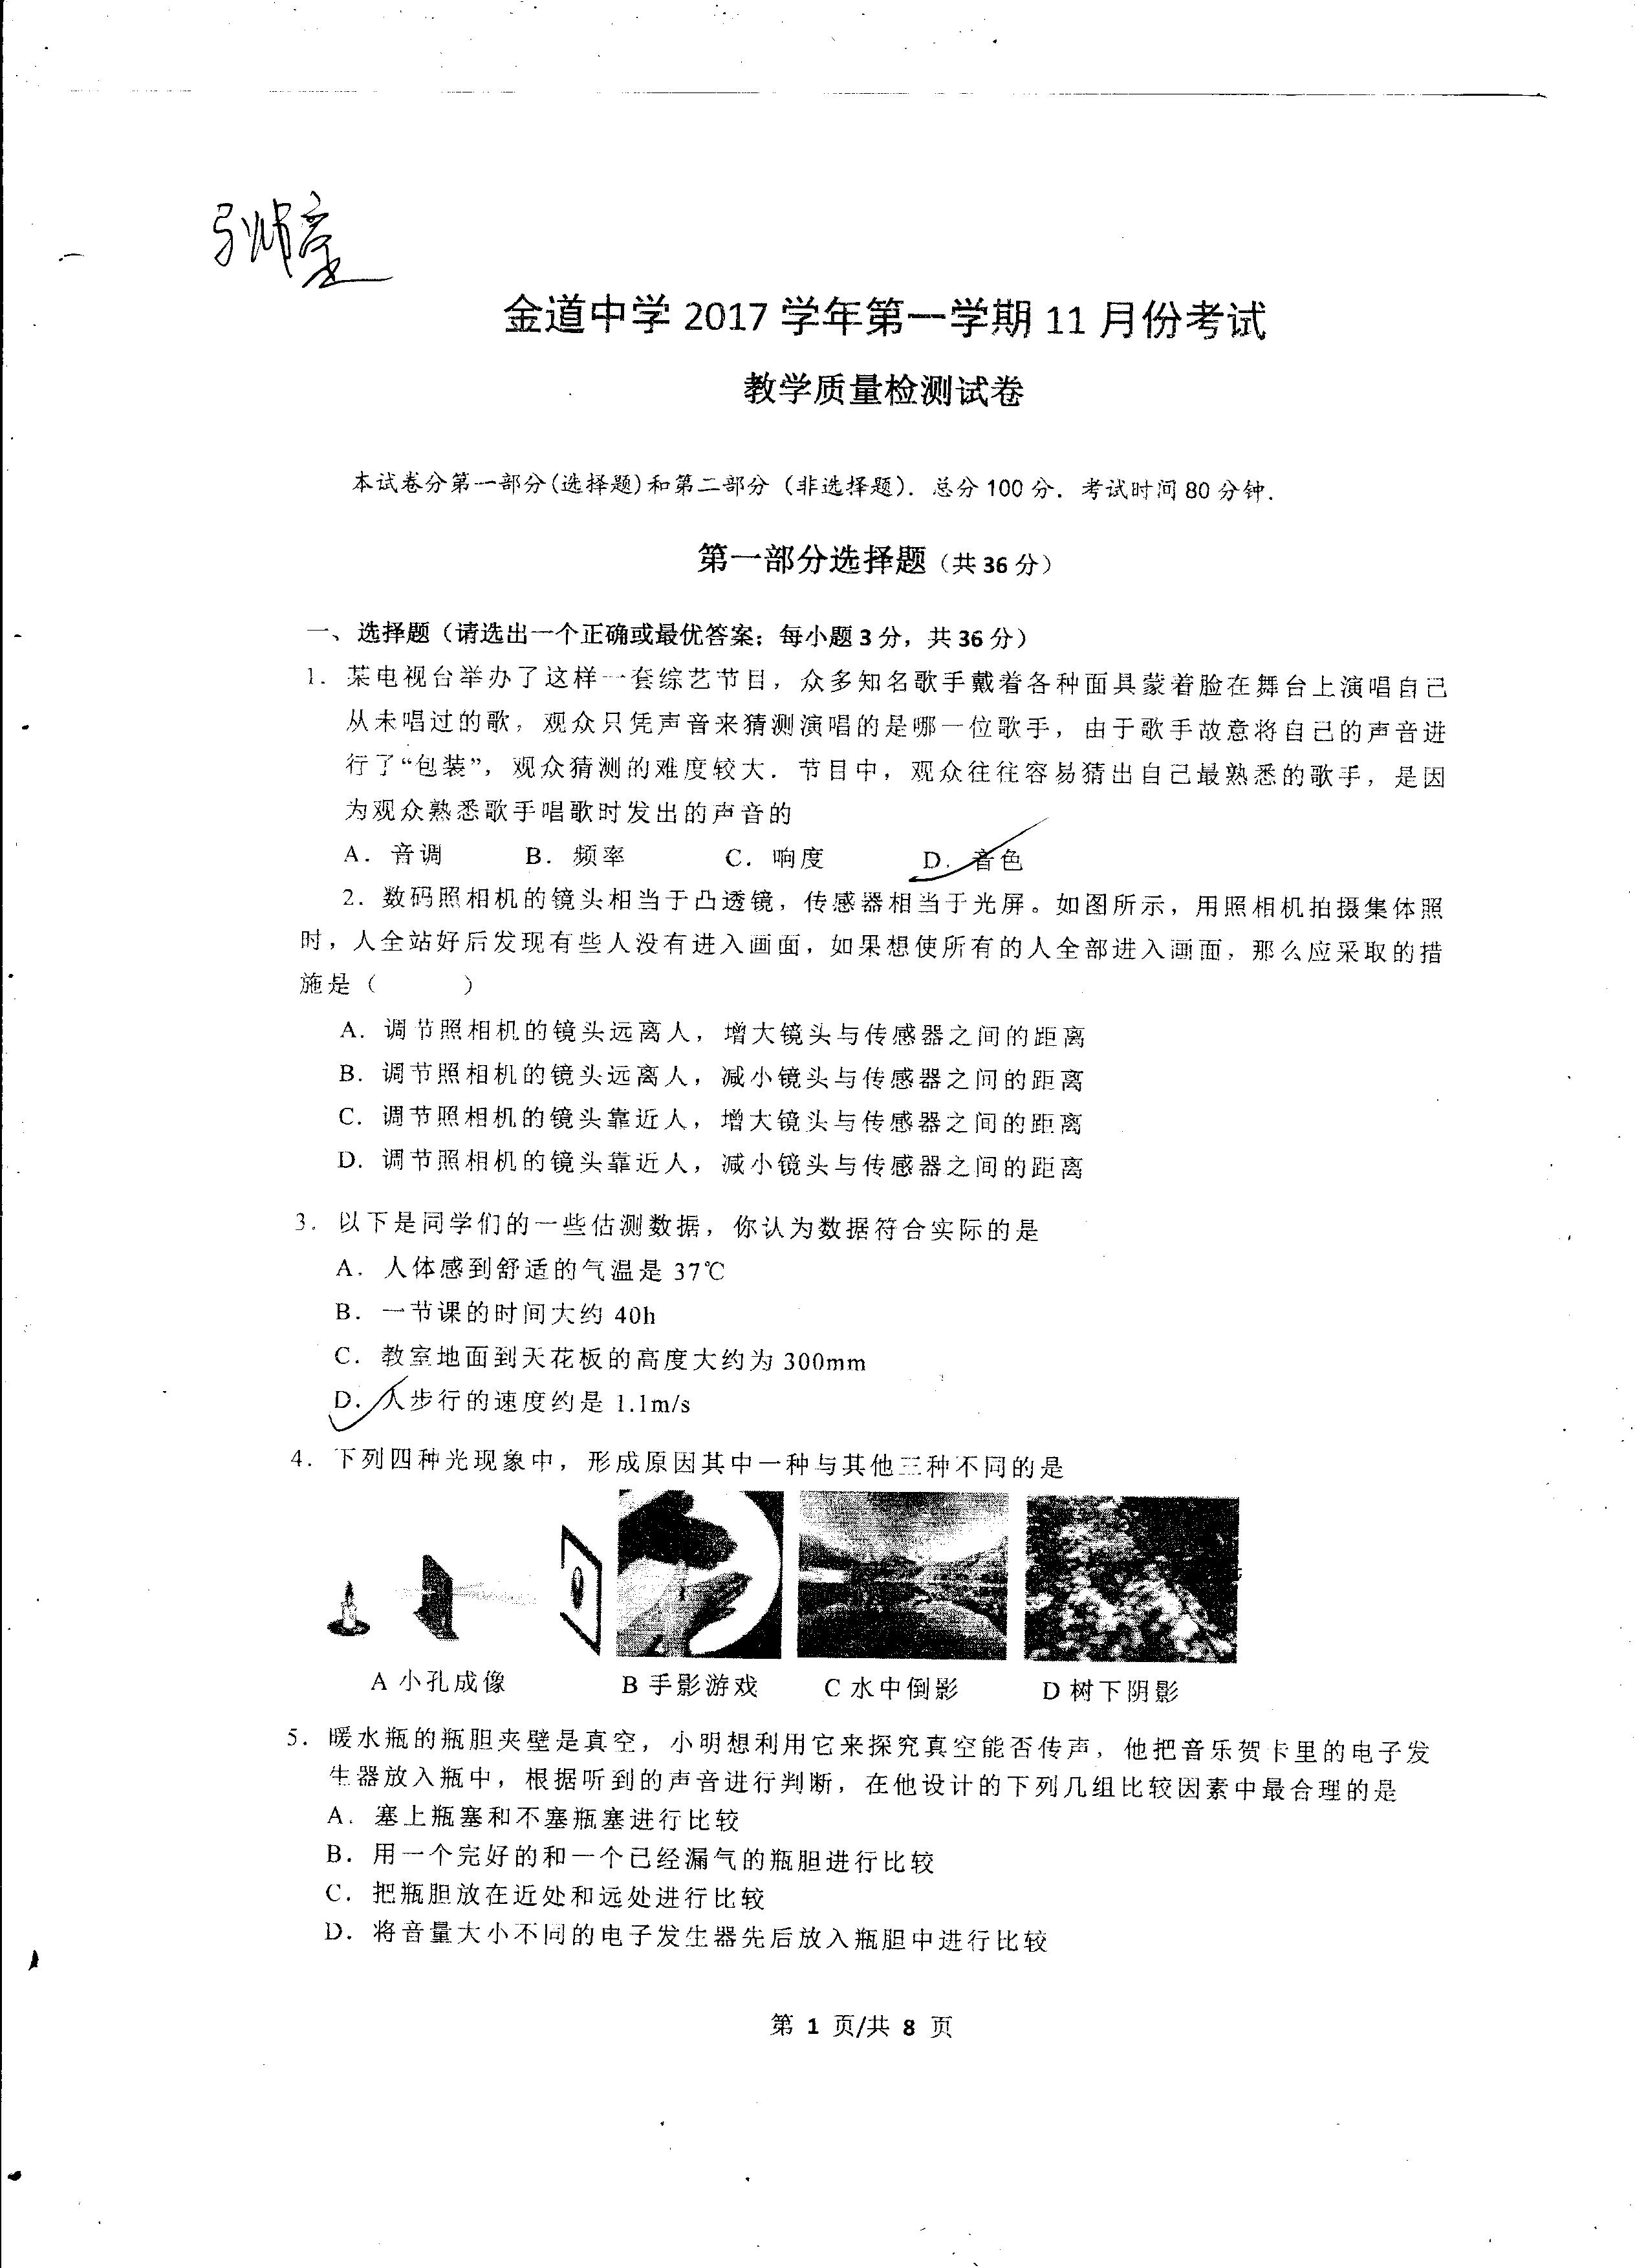 金道中学 2017 学年第一学期 11 月份考试
教学质量检测试卷
本试卷分第一部分(选择题)和第二部分（非选择题）. 总分 100 分. 考试时间 80 分钟.
第一部分选择题（共 36 分）
一、选择题（请选出一个正确或最优答案; 每小题 3 分，共 36 分）
1. 某电视台举办了这样一套综艺节目，众多知名歌手戴着各种面具蒙着脸在舞台上演唱自己
从未唱过的歌，观众只凭声音来猜测演唱的是哪一位歌手，由于歌手故意将自己的声音进
行了“包装”，观众猜测的难度较大．节目中，观众往往容易猜出自己最熟悉的歌手，是因
为观众熟悉歌手唱歌时发出的声音的
A．音调 B．频率 C．响度 D．音色
2．数码照相机的镜头相当于凸透镜，传感器相当于光屏。如图所示，用照相机拍摄集体照
时，人全站好后发现有些人没有进入画面，如果想使所有的人全部进入画面，那么应采取的措
施是（ ）
A．调节照相机的镜头远离人，增大镜头与传感器之间的距离
B．调节照相机的镜头远离人，减小镜头与传感器之间的距离
C．调节照相机的镜头靠近人，增大镜头与传感器之间的距离
D．调节照相机的镜头靠近人，减小镜头与传感器之间的距离
3．以下是同学们的一些估测数据，你认为数据符合实际的是
A．人体感到舒适的气温是 37℃
B．一节课的时间大约 40h
C．教室地面到天花板的高度大约为 300mm
D．人步行的速度约是 1.1m/s
4．下列四种光现象中，形成原因其中一种与其他三种不同的是
A 小孔成像 B 手影游戏 C 水中倒影 D 树下阴影
5．暖水瓶的瓶胆夹壁是真空，小明想利用它来探究真空能否传声，他把音乐贺卡里的电子发
生器放入瓶中，根据听到的声音进行判断，在他设计的下列几组比较因素中最合理的是
A．塞上瓶塞和不塞瓶塞进行比较
B．用一个完好的和一个已经漏气的瓶胆进行比较
C．把瓶胆放在近处和远处进行比较
D．将音量大小不同的电子发生器先后放入瓶胆中进行比较
第 1 页/共 8 页